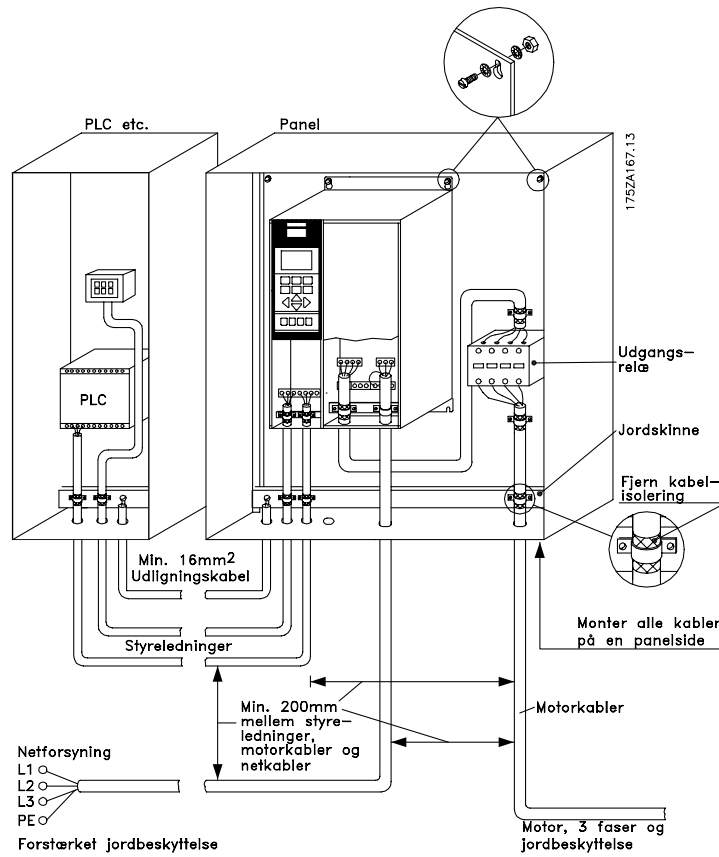 PLC etc.
Panel
175ZA167.13
Udgangs-
relæ
PLC
Jordskinne
Fjern kabel-
isolering
Min. 16mm2
Udligningskabel
Styreledninger
Monter alle kabler
på en panelside
Min. 200mm
mellem styre-
ledninger,
motorkabler og
netkabler
Motorkabler
Netforsyning
L1
L2
L3
PE
Forstærket jordbeskyttelse
Motor, 3 faser og
jordbeskyttelse